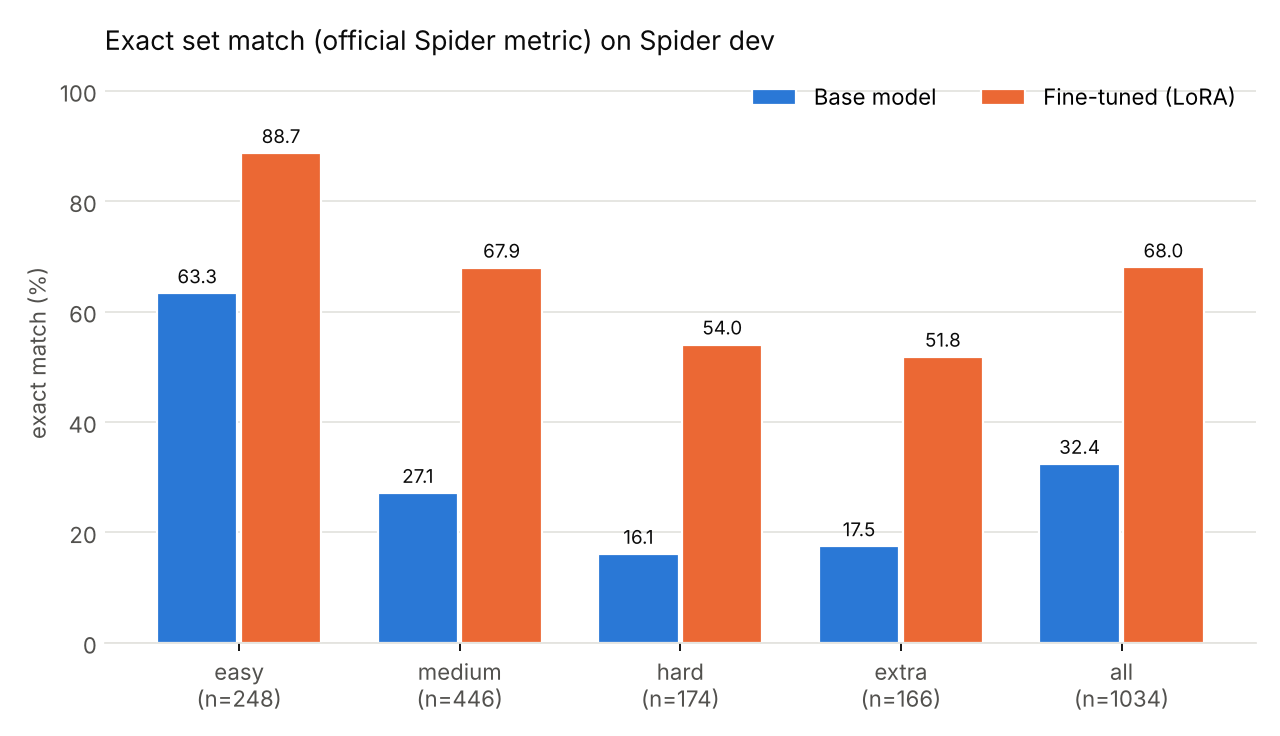 Exact set match (official Spider metric) on Spider dev
Base model
Fine-tuned (LoRA)
exact match (%)
100
80
60
40
20
0
63.3
88.7
27.1
67.9
16.1
54.0
17.5
51.8
32.4
68.0
easy
(n=248)
medium
(n=446)
hard
(n=174)
extra
(n=166)
all
(n=1034)